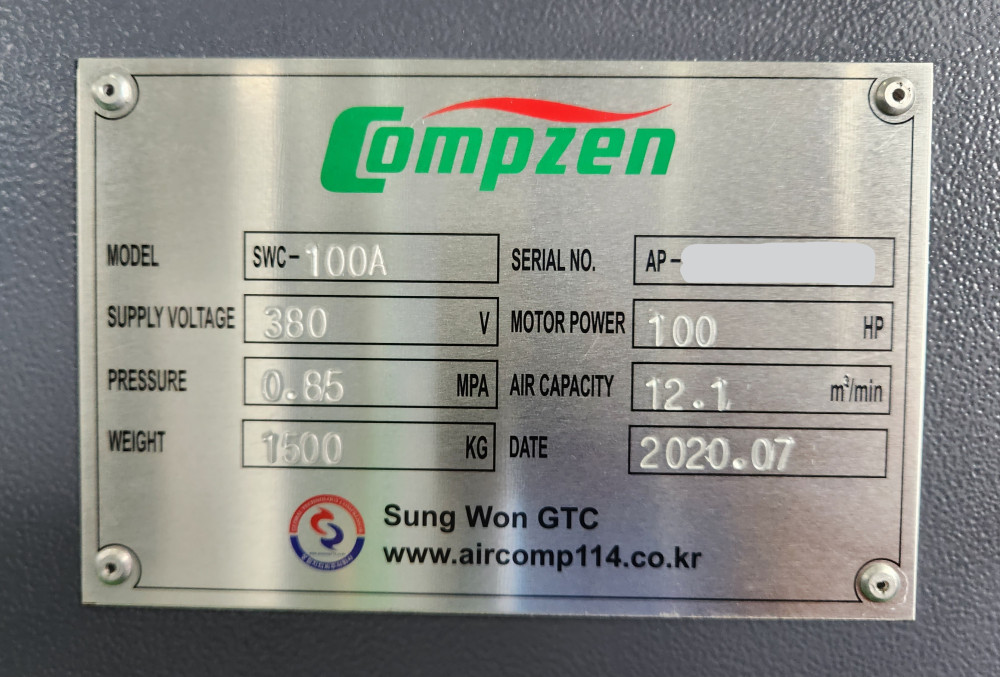 Compzen
MODEL SWC-100A SERIAL NO. AP-
SUPPLY VOLTAGE 380 V MOTOR POWER 100 HP
PRESSURE 0.85 MPA AIR CAPACITY 12.1 m³/min
WEIGHT 1500 KG DATE 2020.07
Sung Won GTC
www.aircomp114.co.kr